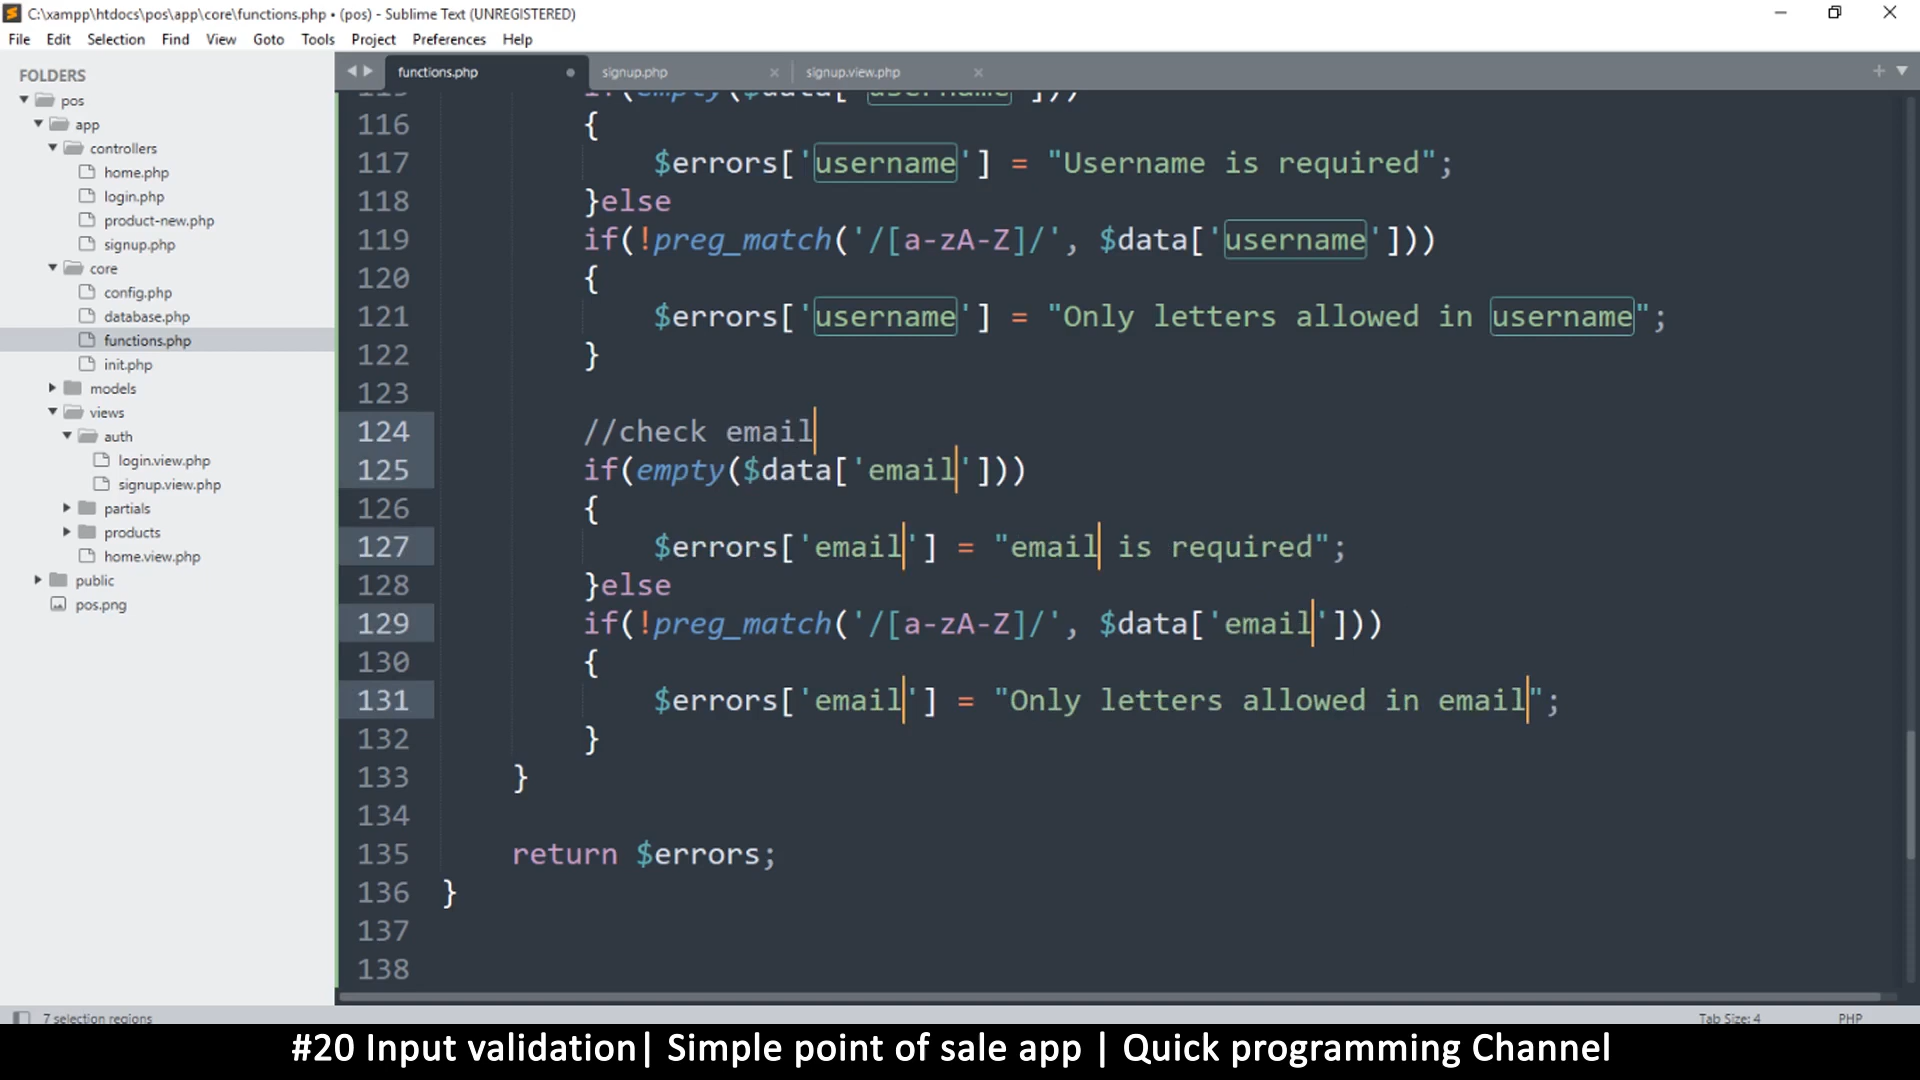 C:\xampp\htdocs\pos\app\core\functions.php • (pos) - Sublime Text (UNREGISTERED)
File Edit Selection Find View Goto Tools Project Preferences Help
FOLDERS
pos
app
controllers
home.php
login.php
product-new.php
signup.php
core
config.php
database.php
functions.php
init.php
models
views
auth
login.view.php
signup.view.php
partials
products
home.view.php
public
pos.png
functions.php signup.php signup.view.php
115 if(empty($data['username']))
116 {
117 $errors['username'] = "Username is required";
118 }else
119 if(!preg_match('/[a-zA-Z]/', $data['username']))
120 {
121 $errors['username'] = "Only letters allowed in username";
122 }
123
124 //check email
125 if(empty($data['email']))
126 {
127 $errors['email'] = "email is required";
128 }else
129 if(!preg_match('/[a-zA-Z]/', $data['email']))
130 {
131 $errors['email'] = "Only letters allowed in email";
132 }
133 }
134
135 return $errors;
136 }
137
138
7 selection regions Tab Size: 4 PHP
#20 Input validation| Simple point of sale app | Quick programming Channel